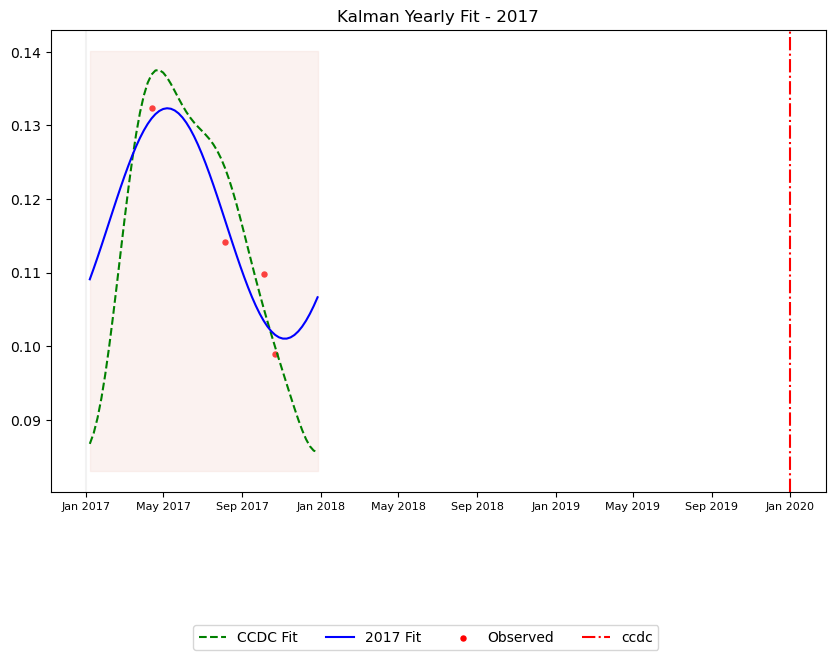 Kalman Yearly Fit - 2017
0.14
0.13
0.12
0.11
0.10
0.09
Jan 2017 May 2017 Sep 2017 Jan 2018 May 2018 Sep 2018 Jan 2019 May 2019 Sep 2019 Jan 2020
CCDC Fit 2017 Fit Observed ccdc